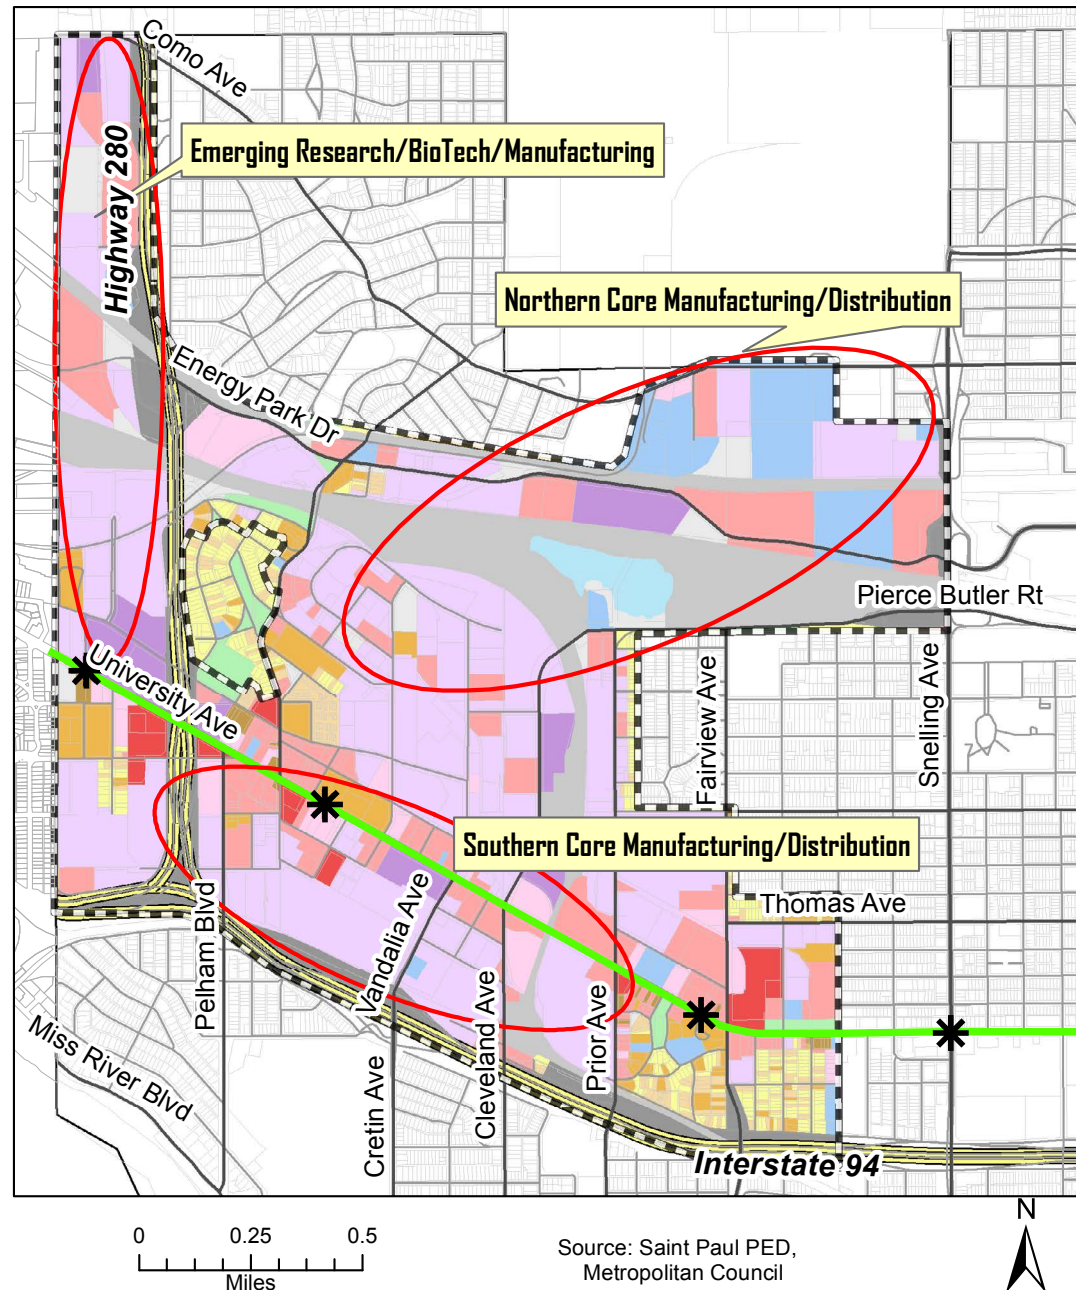 Como Ave
Emerging Research/BioTech/Manufacturing
Highway 280
Northern Core Manufacturing/Distribution
Energy Park Dr
Pierce Butler Rt
University Ave
Fairview Ave
Snelling Ave
Southern Core Manufacturing/Distribution
Thomas Ave
Pelham Blvd
Vandalia Ave
Cleveland Ave
Prior Ave
Miss River Blvd
Cretin Ave
Interstate 94
N
0 0.25 0.5
Miles
Source: Saint Paul PED,
Metropolitan Council